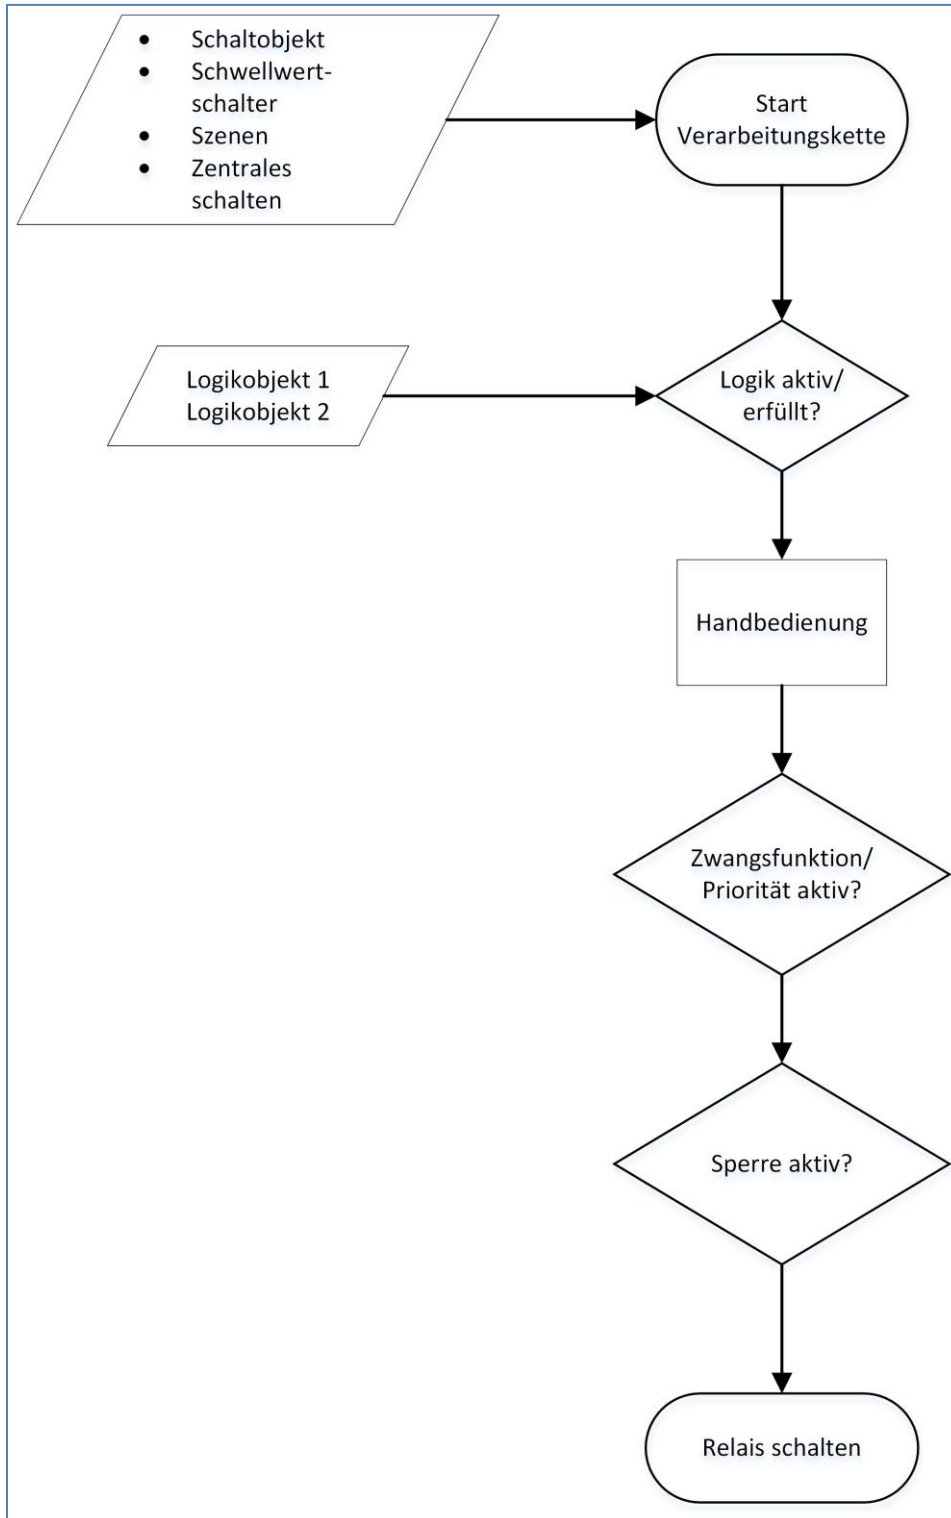 • Schaltobjekt
• Schwellwert-
schalter
• Szenen
• Zentrales
schalten
Start
Verarbeitungskette
Logikobjekt 1
Logikobjekt 2
Logik aktiv/
erfüllt?
Handbedienung
Zwangsfunktion/
Priorität aktiv?
Sperre aktiv?
Relais schalten